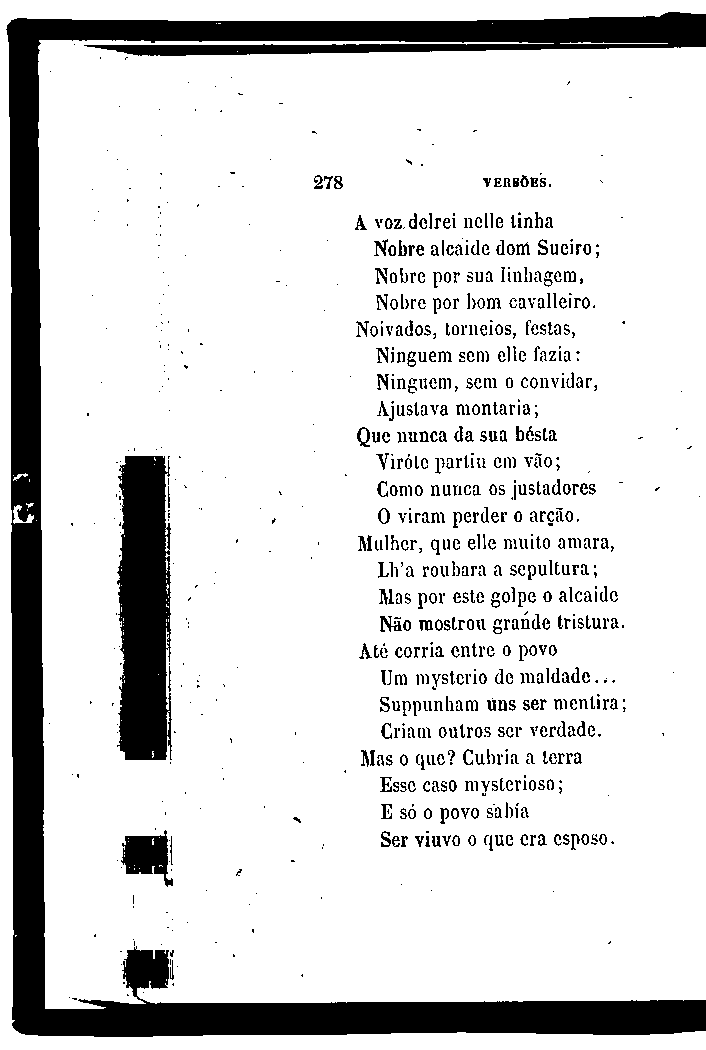 278 VERSÕES.
A voz delrei nelle tinha
Nobre alcaide dom Sueiro;
Nobre por sua linhagem,
Nobre por bom cavalleiro.
Noivados, torneios, festas,
Ninguem sem elle fazia:
Ninguem, sem o convidar,
Ajustava montaria;
Que nunca da sua bésta
Viróte partiu em vão;
Como nunca os justadores
O viram perder o arção.
Mulher, que elle muito amara,
Lh'a roubara a sepultura;
Mas por este golpe o alcaide
Não mostrou grande tristura.
Até corria entre o povo
Um mysterio de maldade...
Suppunham uns ser mentira;
Criam outros ser verdade.
Mas o que? Cubria a terra
Esse caso mysterioso;
E só o povo sabía
Ser viuvo o que era esposo.